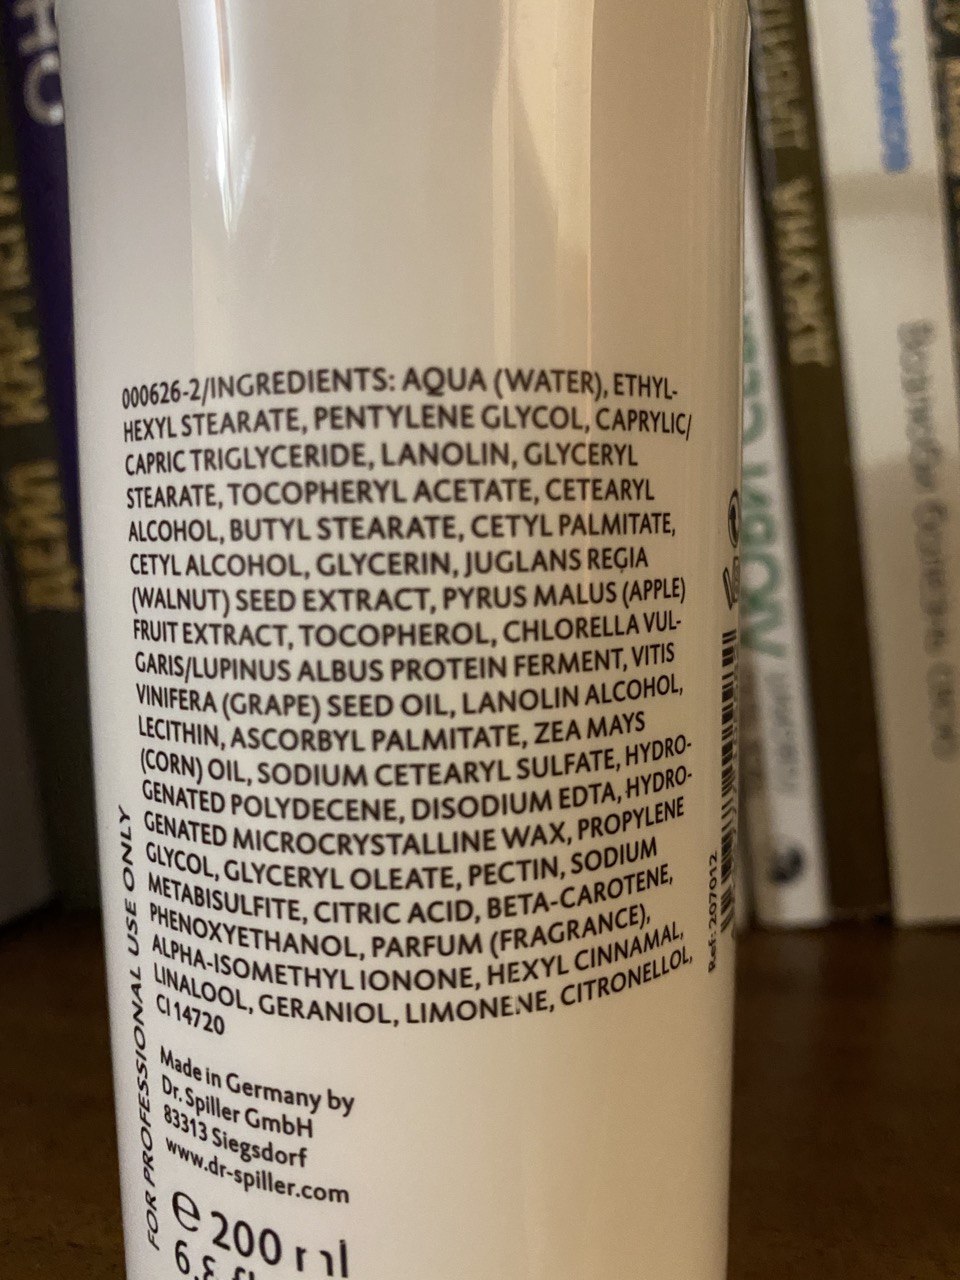 000626-2/INGREDIENTS: AQUA (WATER), ETHYL-
HEXYL STEARATE, PENTYLENE GLYCOL, CAPRYLIC/
CAPRIC TRIGLYCERIDE, LANOLIN, GLYCERYL
STEARATE, TOCOPHERYL ACETATE, CETEARYL
ALCOHOL, BUTYL STEARATE, CETYL PALMITATE,
CETYL ALCOHOL, GLYCERIN, JUGLANS REGIA
(WALNUT) SEED EXTRACT, PYRUS MALUS (APPLE)
FRUIT EXTRACT, TOCOPHEROL, CHLORELLA VUL-
GARIS/LUPINUS ALBUS PROTEIN FERMENT, VITIS
VINIFERA (GRAPE) SEED OIL, LANOLIN ALCOHOL,
LECITHIN, ASCORBYL PALMITATE, ZEA MAYS
(CORN) OIL, SODIUM CETEARYL SULFATE, HYDRO-
GENATED POLYDECENE, DISODIUM EDTA, HYDRO-
GENATED MICROCRYSTALLINE WAX, PROPYLENE
GLYCOL, GLYCERYL OLEATE, PECTIN, SODIUM
METABISULFITE, CITRIC ACID, BETA-CAROTENE,
PHENOXYETHANOL, PARFUM (FRAGRANCE),
ALPHA-ISOMETHYL IONONE, HEXYL CINNAMAL,
LINALOOL, GERANIOL, LIMONENE, CITRONELLOL,
CI 14720
Made in Germany by
Dr. Spiller GmbH
83313 Siegsdorf
www.dr-spiller.com
e 200 ml
FOR PROFESSIONAL USE ONLY
Ref: 207012
ДЕЙЛ КАРНЕГИ
ДЖУНА
ЛЮБВИ